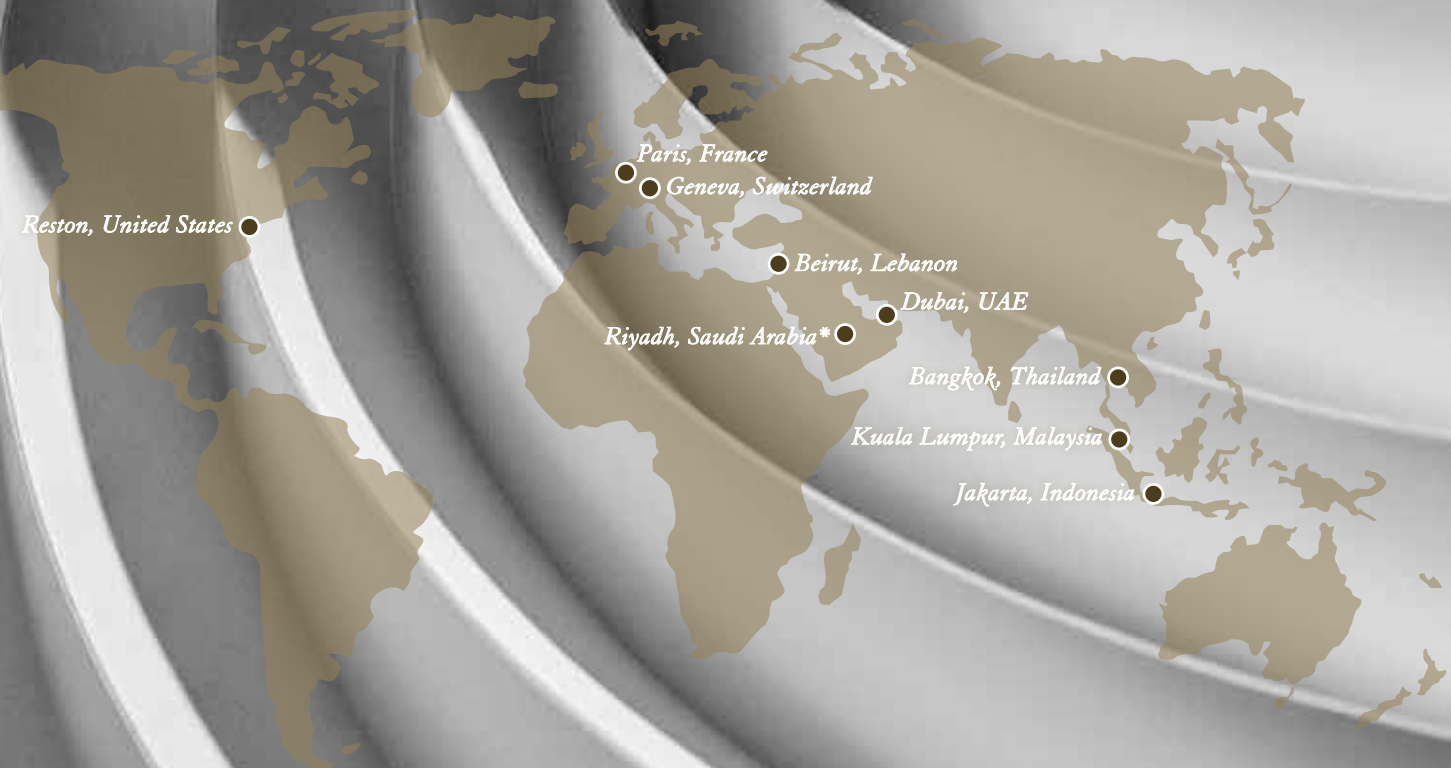 Paris, France
Geneva, Switzerland
Reston, United States
Beirut, Lebanon
Dubai, UAE
Riyadh, Saudi Arabia*
Bangkok, Thailand
Kuala Lumpur, Malaysia
Jakarta, Indonesia